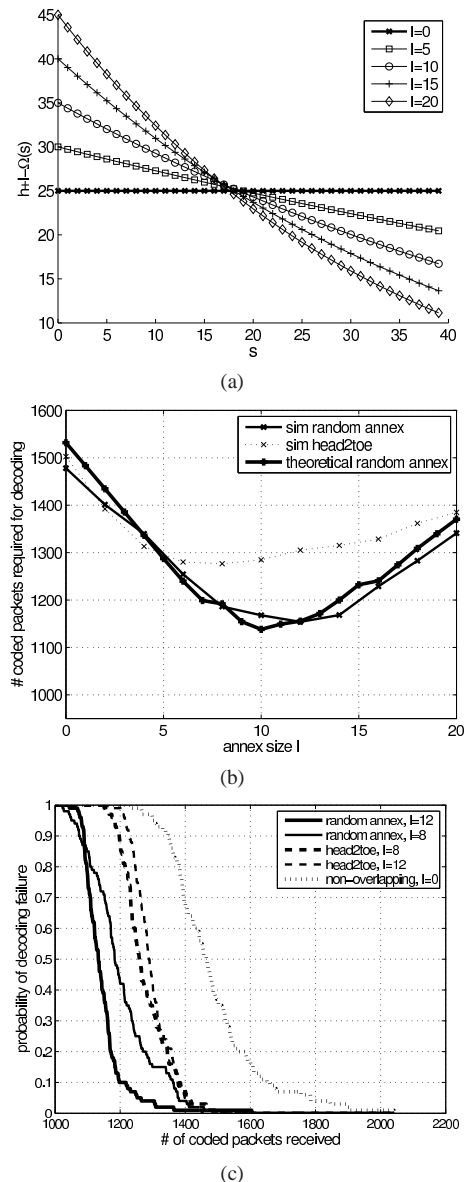 45
40
35
30
25
20
15
10
h+l−Ω(s)
0 5 10 15 20 25 30 35 40
s
l=0
l=5
l=10
l=15
l=20
(a)
1600
1500
1400
1300
1200
1100
1000
# coded packets required for decoding
0 5 10 15 20
annex size l
sim random annex
sim head2toe
theoretical random annex
(b)
1
0.9
0.8
0.7
0.6
0.5
0.4
0.3
0.2
0.1
0
probability of decoding failure
1000 1200 1400 1600 1800 2000 2200
# of coded packets received
random annex, l=12
random annex, l=8
head2toe, l=8
head2toe, l=12
non−overlapping, l=0
(c)